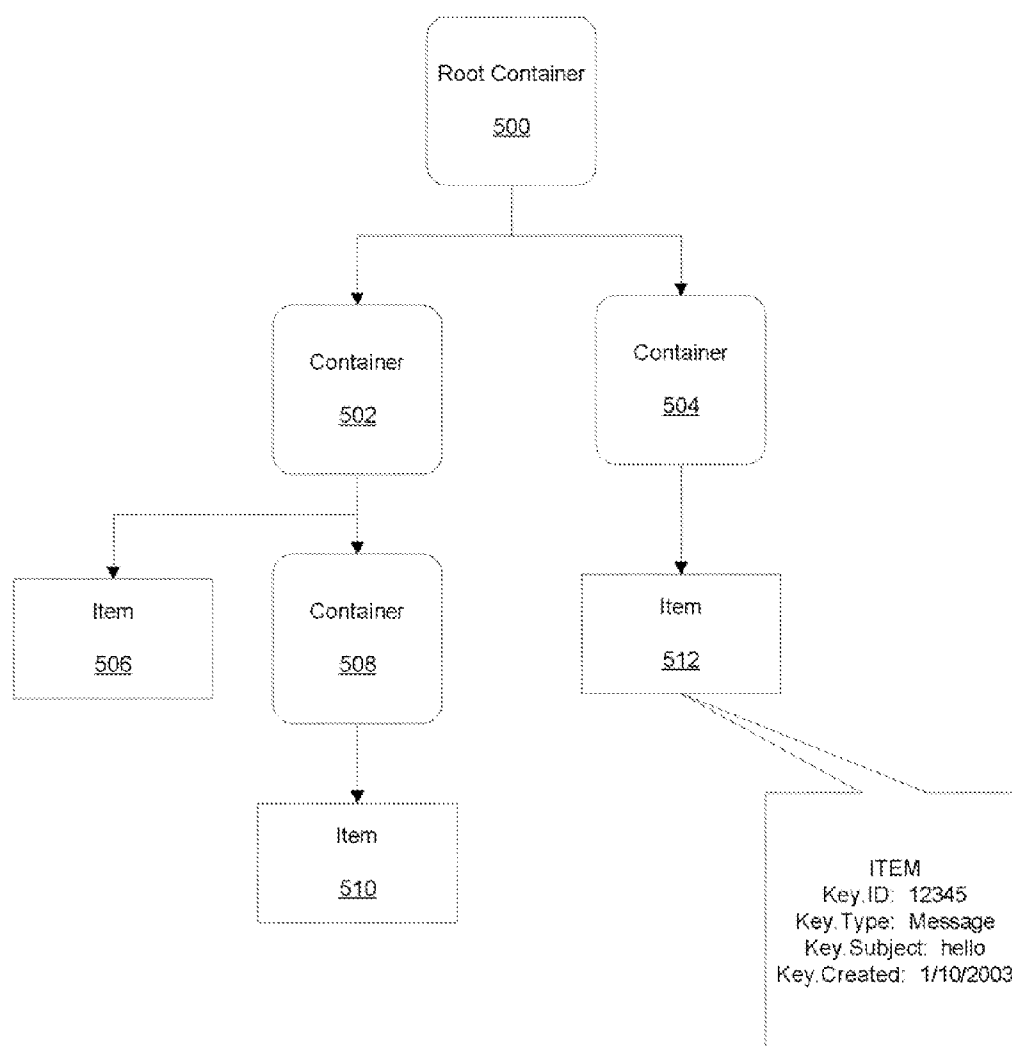 Root Container
500
Container
502
Container
504
Item
506
Container
508
Item
512
Item
510
ITEM
Key.ID: 12345
Key.Type: Message
Key.Subject: hello
Key.Created: 1/10/2003